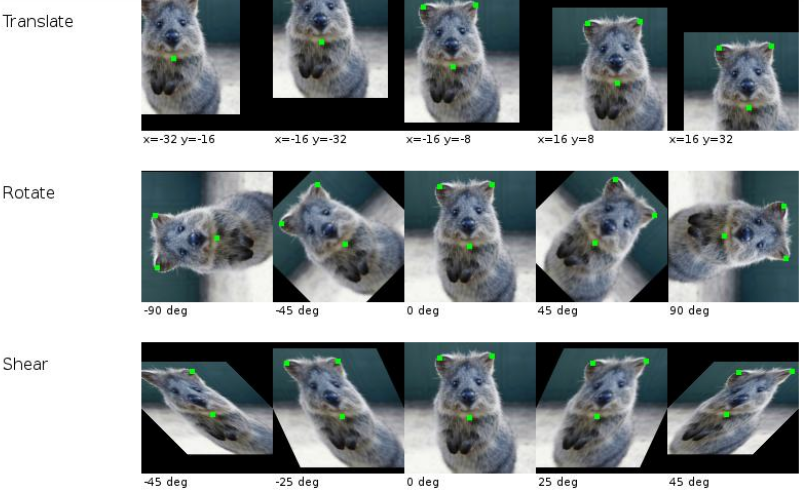 Translate
x=-32 y=-16 x=-16 y=-32 x=-16 y=-8 x=16 y=8 x=16 y=32
Rotate
-90 deg -45 deg 0 deg 45 deg 90 deg
Shear
-45 deg -25 deg 0 deg 25 deg 45 deg